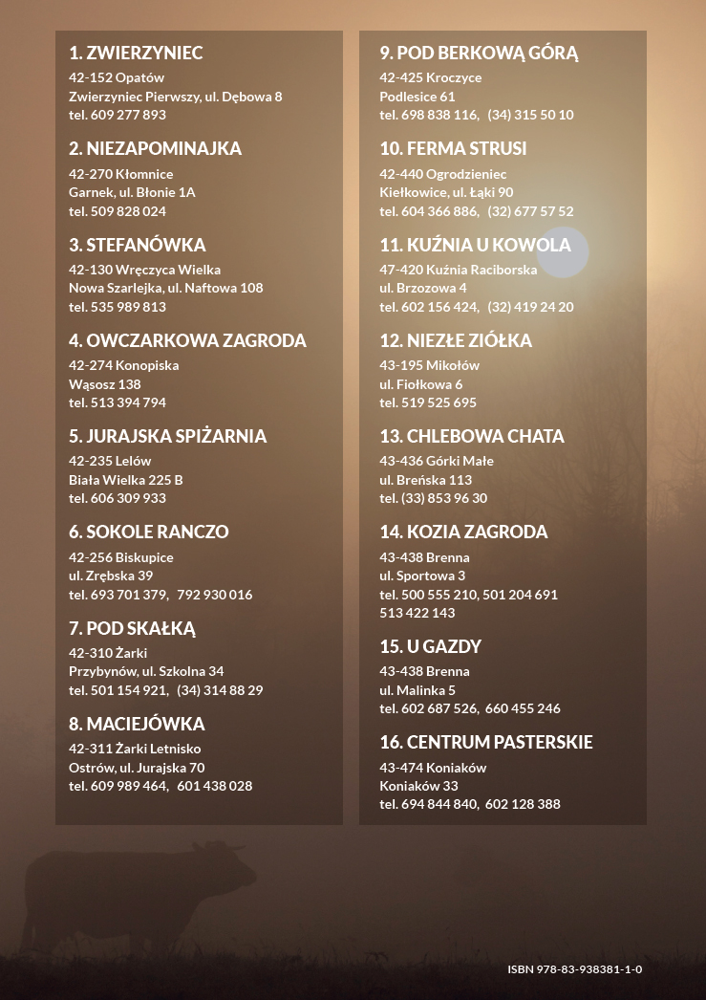 1. ZWIERZYNIEC
42-152 Opatów
Zwierzyniec Pierwszy, ul. Dębowa 8
tel. 609 277 893
2. NIEZAPOMINAJKA
42-270 Kłomnice
Garnek, ul. Błonie 1A
tel. 509 828 024
3. STEFANÓWKA
42-130 Wręczyca Wielka
Nowa Szarlejka, ul. Naftowa 108
tel. 535 989 813
4. OWCZARKOWA ZAGRODA
42-274 Konopiska
Wąsosz 138
tel. 513 394 794
5. JURAJSKA SPIŻARNIA
42-235 Lelów
Biała Wielka 225 B
tel. 606 309 933
6. SOKOLE RANCZO
42-256 Biskupice
ul. Zrębska 39
tel. 693 701 379, 792 930 016
7. POD SKAŁKĄ
42-310 Żarki
Przybynów, ul. Szkolna 34
tel. 501 154 921, (34) 314 88 29
8. MACIEJÓWKA
42-311 Żarki Letnisko
Ostrów, ul. Jurajska 70
tel. 609 989 464, 601 438 028
9. POD BERKOWĄ GÓRĄ
42-425 Kroczyce
Podlesice 61
tel. 698 838 116, (34) 315 50 10
10. FERMA STRUSI
42-440 Ogrodzieniec
Kiełkowice, ul. Łąki 90
tel. 604 366 886, (32) 677 57 52
11. KUŹNIA U KOWOLA
47-420 Kuźnia Raciborska
ul. Brzozowa 4
tel. 602 156 424, (32) 419 24 20
12. NIEZŁE ZIÓŁKA
43-195 Mikołów
ul. Fiołkowa 6
tel. 519 525 695
13. CHLEBOWA CHATA
43-436 Górki Małe
ul. Breńska 113
tel. (33) 853 96 30
14. KOZIA ZAGRODA
43-438 Brenna
ul. Sportowa 3
tel. 500 555 210, 501 204 691
513 422 143
15. U GAZDY
43-438 Brenna
ul. Malinka 5
tel. 602 687 526, 660 455 246
16. CENTRUM PASTERSKIE
43-474 Koniaków
Koniaków 33
tel. 694 844 840, 602 128 388
ISBN 978-83-938381-1-0